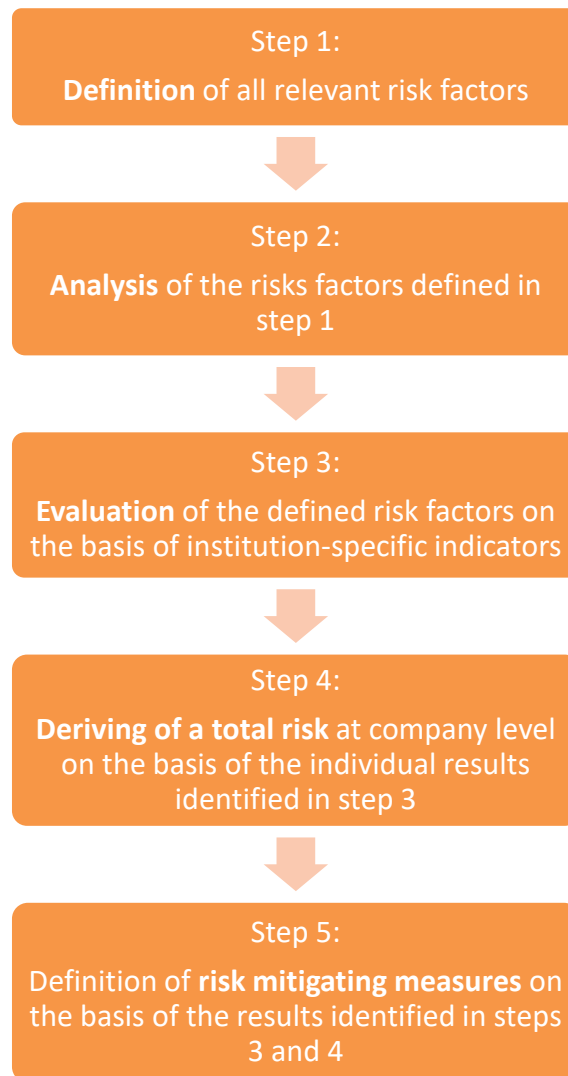 Step 1:
Definition of all relevant risk factors
Step 2:
Analysis of the risks factors defined in
step 1
Step 3:
Evaluation of the defined risk factors on
the basis of institution-specific indicators
Step 4:
Deriving of a total risk at company level
on the basis of the individual results
identified in step 3
Step 5:
Definition of risk mitigating measures on
the basis of the results identified in steps
3 and 4